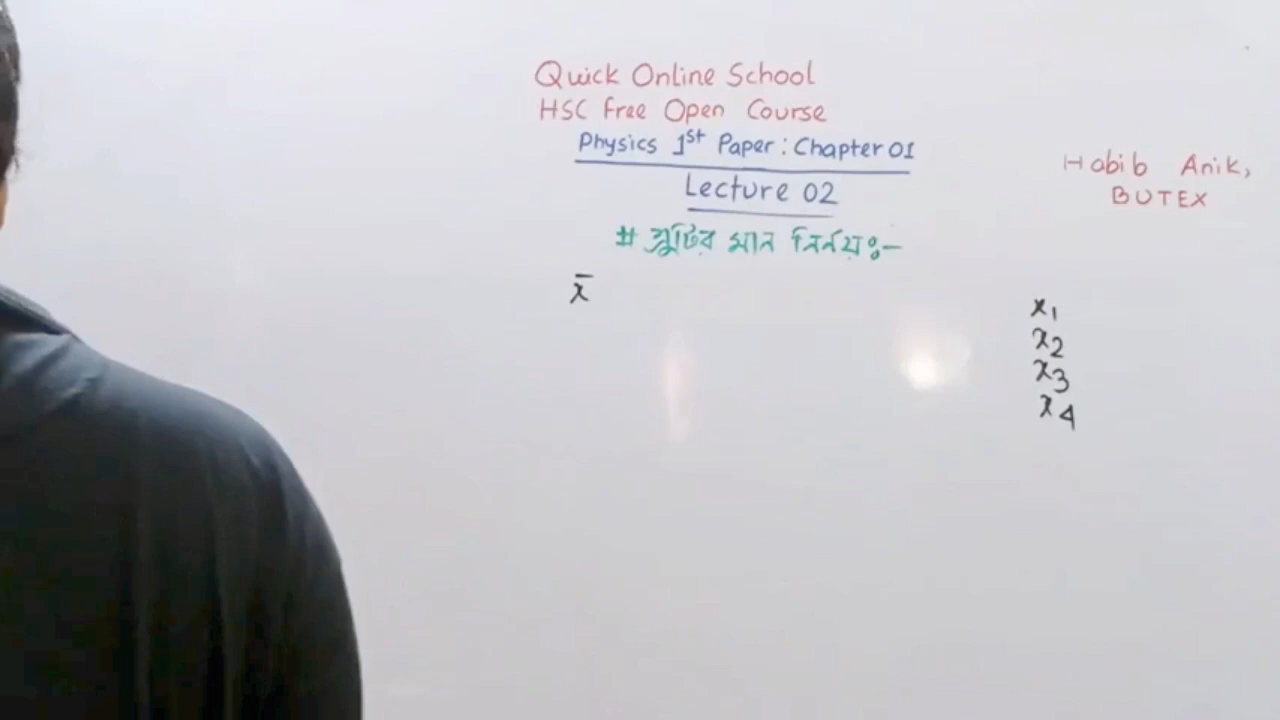 Quick Online School
HSC Free Open Course
Physics 1st Paper: Chapter 01
Lecture 02
Habib Anik,
BUTEX
# ত্রুটির মান নির্নয়ঃ-
x̄
x1
x2
x3
x4